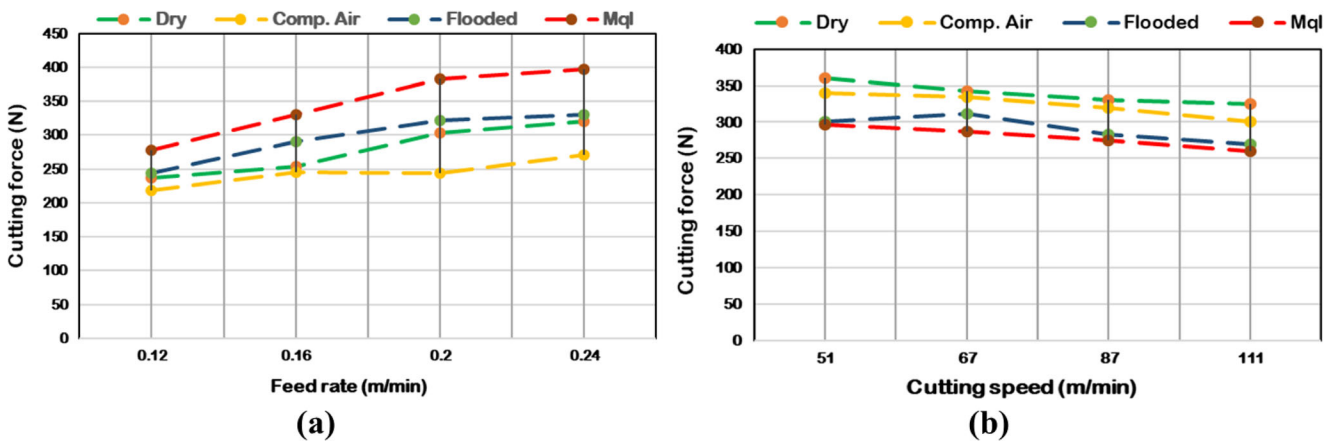 Dry Comp. Air Flooded Mql
450
400
350
300
250
200
150
100
50
0
Cutting force (N)
0.12 0.16 0.2 0.24
Feed rate (m/min)
(a)
Dry Comp. Air Flooded Mql
400
350
300
250
200
150
100
50
0
Cutting force (N)
51 67 87 111
Cutting speed (m/min)
(b)